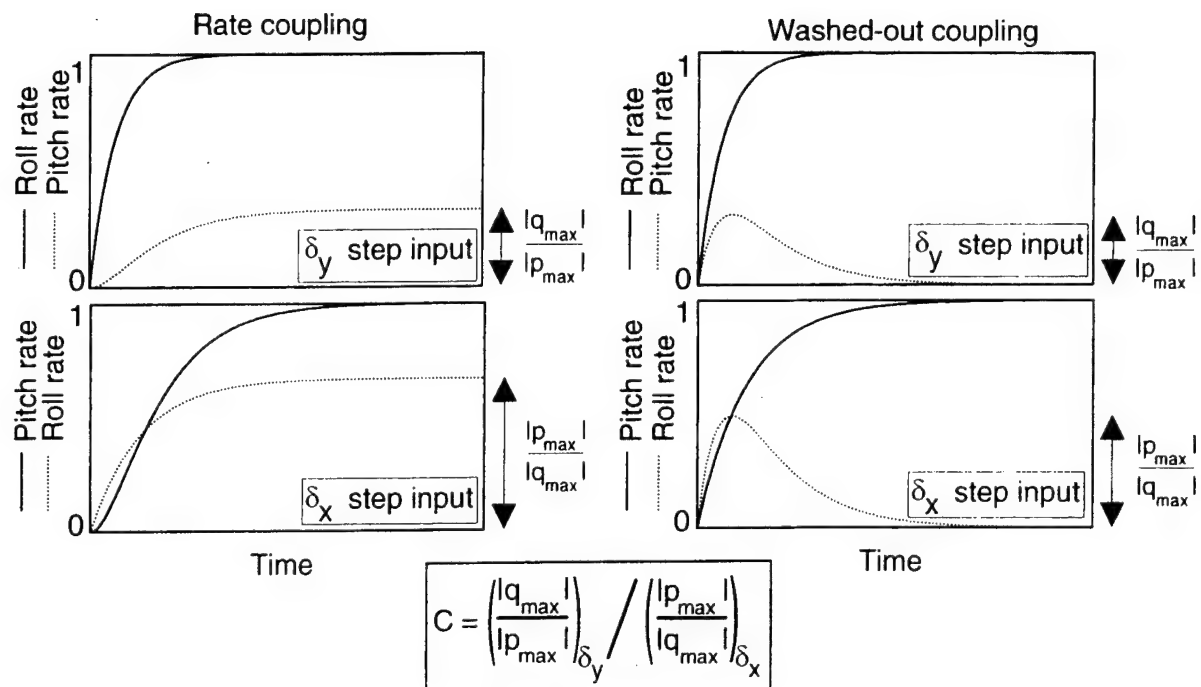 Rate coupling
1
0
Roll rate
Pitch rate
δy step input
|qmax|
|pmax|
1
0
Pitch rate
Roll rate
δx step input
|pmax|
|qmax|
Time
Washed-out coupling
1
0
Roll rate
Pitch rate
δy step input
|qmax|
|pmax|
1
0
Pitch rate
Roll rate
δx step input
|pmax|
|qmax|
Time
C = (|qmax| / |pmax|)δy / (|pmax| / |qmax|)δx